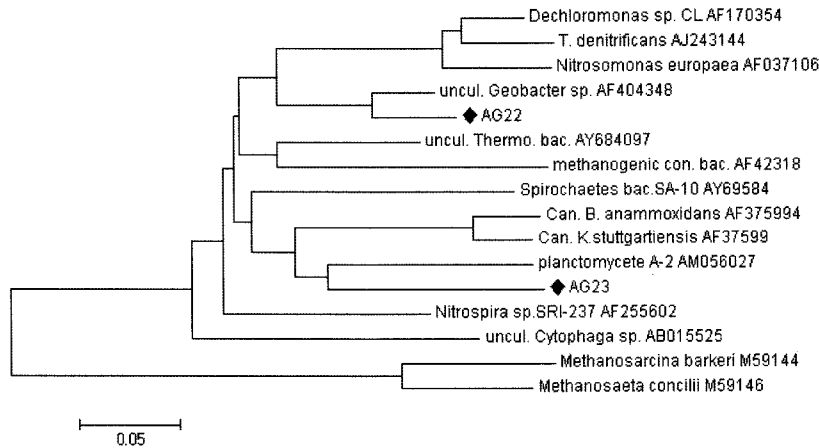 Dechloromonas sp. CL AF170354
T. denitrificans AJ243144
Nitrosomonas europaea AF037106
uncul. Geobacter sp. AF404348
AG22
uncul. Thermo. bac. AY684097
methanogenic con. bac. AF42318
Spirochaetes bac.SA-10 AY69584
Can. B. anammoxidans AF375994
Can. K.stuttgartiensis AF37599
planctomycete A-2 AM056027
AG23
Nitrospira sp.SRI-237 AF255602
uncul. Cytophaga sp. AB015525
Methanosarcina barkeri M59144
Methanosaeta concilii M59146
0.05